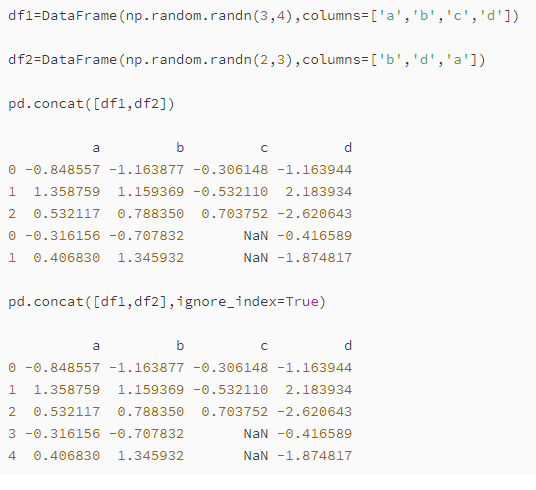 df1=DataFrame(np.random.randn(3,4),columns=['a','b','c','d'])
df2=DataFrame(np.random.randn(2,3),columns=['b','d','a'])
pd.concat([df1,df2])
          a         b         c         d
0 -0.848557 -1.163877 -0.306148 -1.163944
1  1.358759  1.159369 -0.532110  2.183934
2  0.532117  0.788350  0.703752 -2.620643
0 -0.316156 -0.707832       NaN -0.416589
1  0.406830  1.345932       NaN -1.874817
pd.concat([df1,df2],ignore_index=True)
          a         b         c         d
0 -0.848557 -1.163877 -0.306148 -1.163944
1  1.358759  1.159369 -0.532110  2.183934
2  0.532117  0.788350  0.703752 -2.620643
3 -0.316156 -0.707832       NaN -0.416589
4  0.406830  1.345932       NaN -1.874817